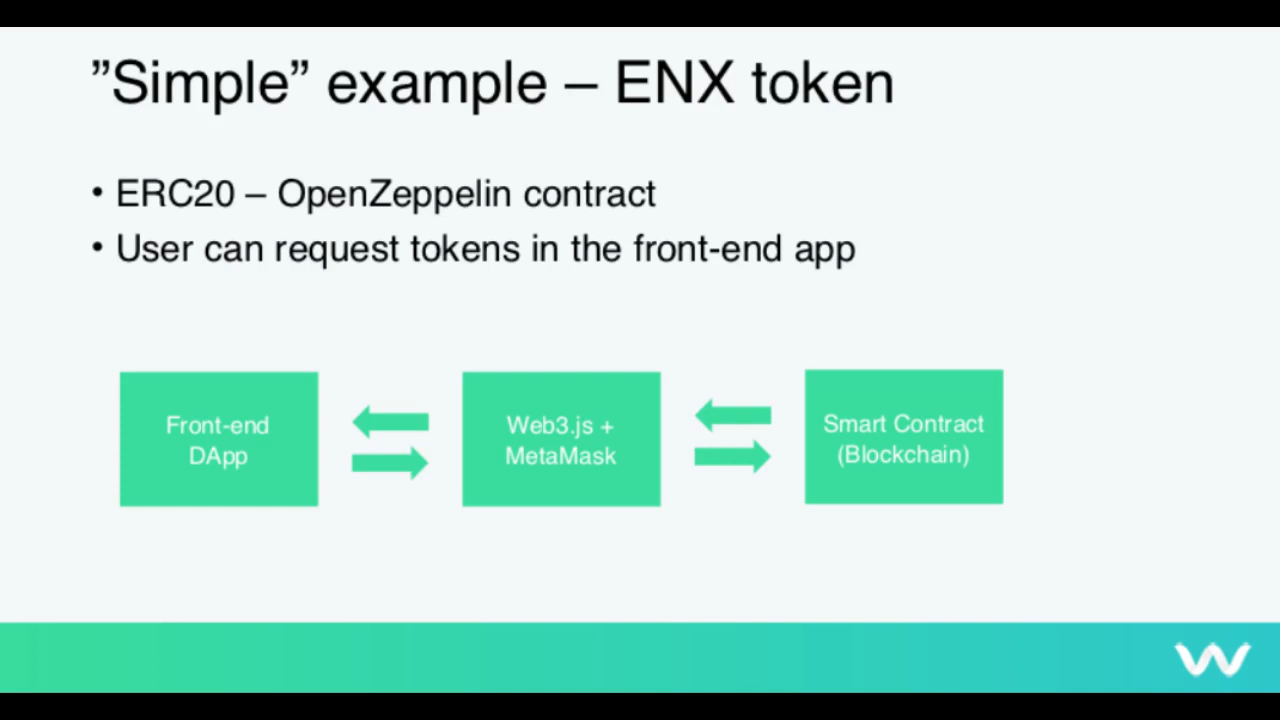 ”Simple” example – ENX token
• ERC20 – OpenZeppelin contract
• User can request tokens in the front-end app
Front-end
DApp
Web3.js +
MetaMask
Smart Contract
(Blockchain)